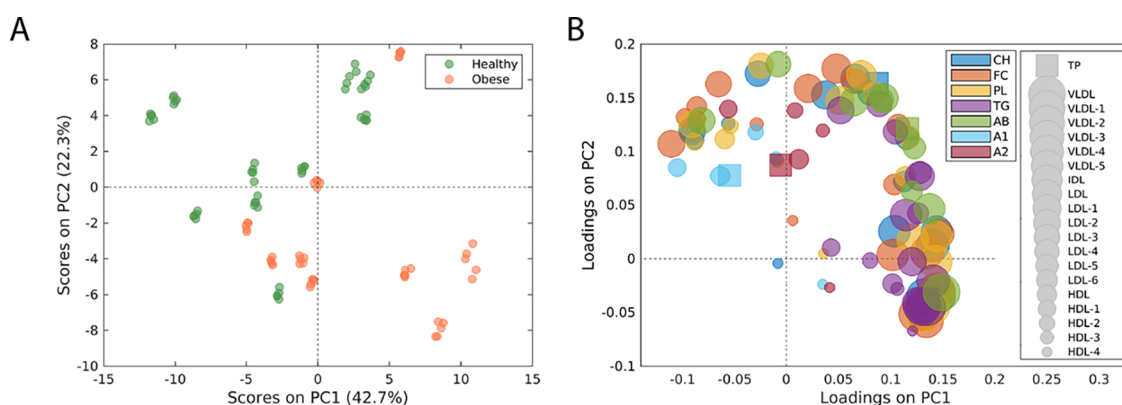 A
8
6
4
2
0
-2
-4
-6
-8
-10
-15
-10
-5
0
5
10
15
Scores on PC2 (22.3%)
Scores on PC1 (42.7%)
Healthy
Obese
B
0.2
0.15
0.1
0.05
0
-0.05
-0.1
-0.1
-0.05
0
0.05
0.1
0.15
0.2
0.25
0.3
Loadings on PC2
Loadings on PC1
CH
FC
PL
TG
AB
A1
A2
TP
VLDL
VLDL-1
VLDL-2
VLDL-3
VLDL-4
VLDL-5
IDL
LDL
LDL-1
LDL-2
LDL-3
LDL-4
LDL-5
LDL-6
HDL
HDL-1
HDL-2
HDL-3
HDL-4